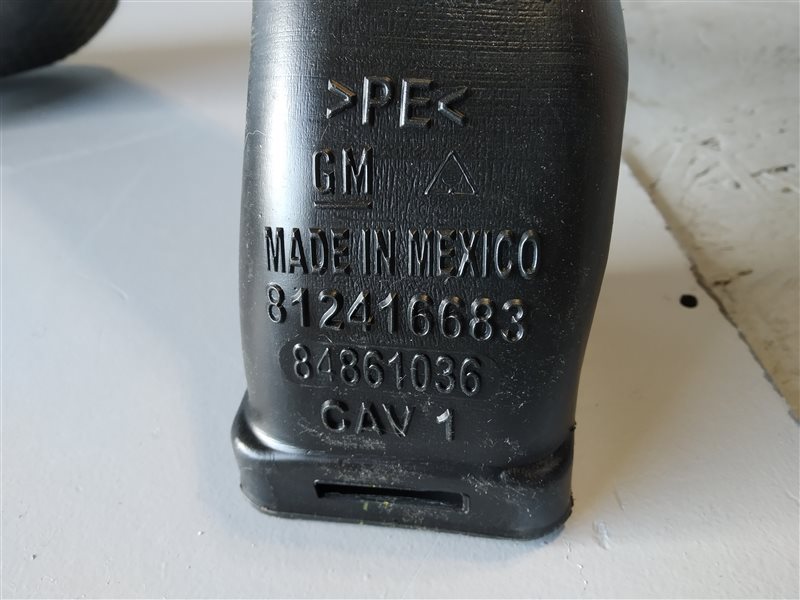 >PE<
GM
MADE IN MEXICO
812416683
84861036
CAV 1